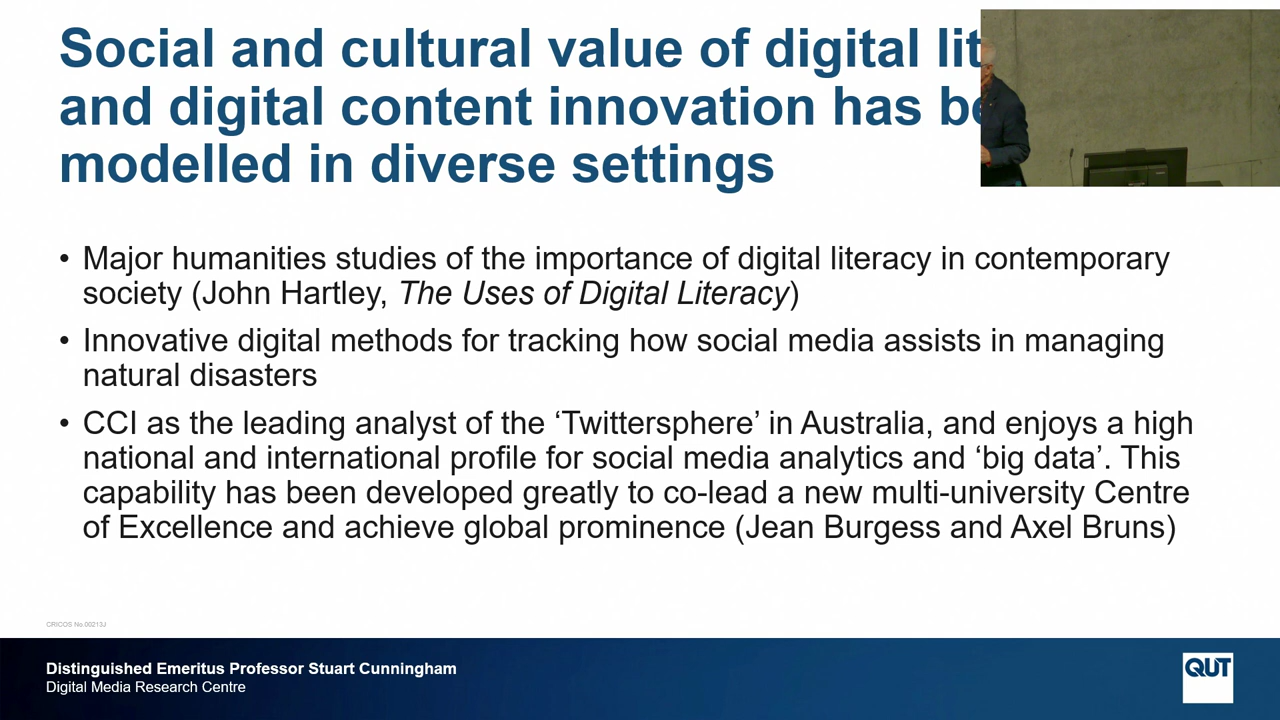 Social and cultural value of digital lit
and digital content innovation has be
modelled in diverse settings
• Major humanities studies of the importance of digital literacy in contemporary
society (John Hartley, The Uses of Digital Literacy)
• Innovative digital methods for tracking how social media assists in managing
natural disasters
• CCI as the leading analyst of the ‘Twittersphere’ in Australia, and enjoys a high
national and international profile for social media analytics and ‘big data’. This
capability has been developed greatly to co-lead a new multi-university Centre
of Excellence and achieve global prominence (Jean Burgess and Axel Bruns)
CRICOS No.00213J
Distinguished Emeritus Professor Stuart Cunningham
Digital Media Research Centre
QUT